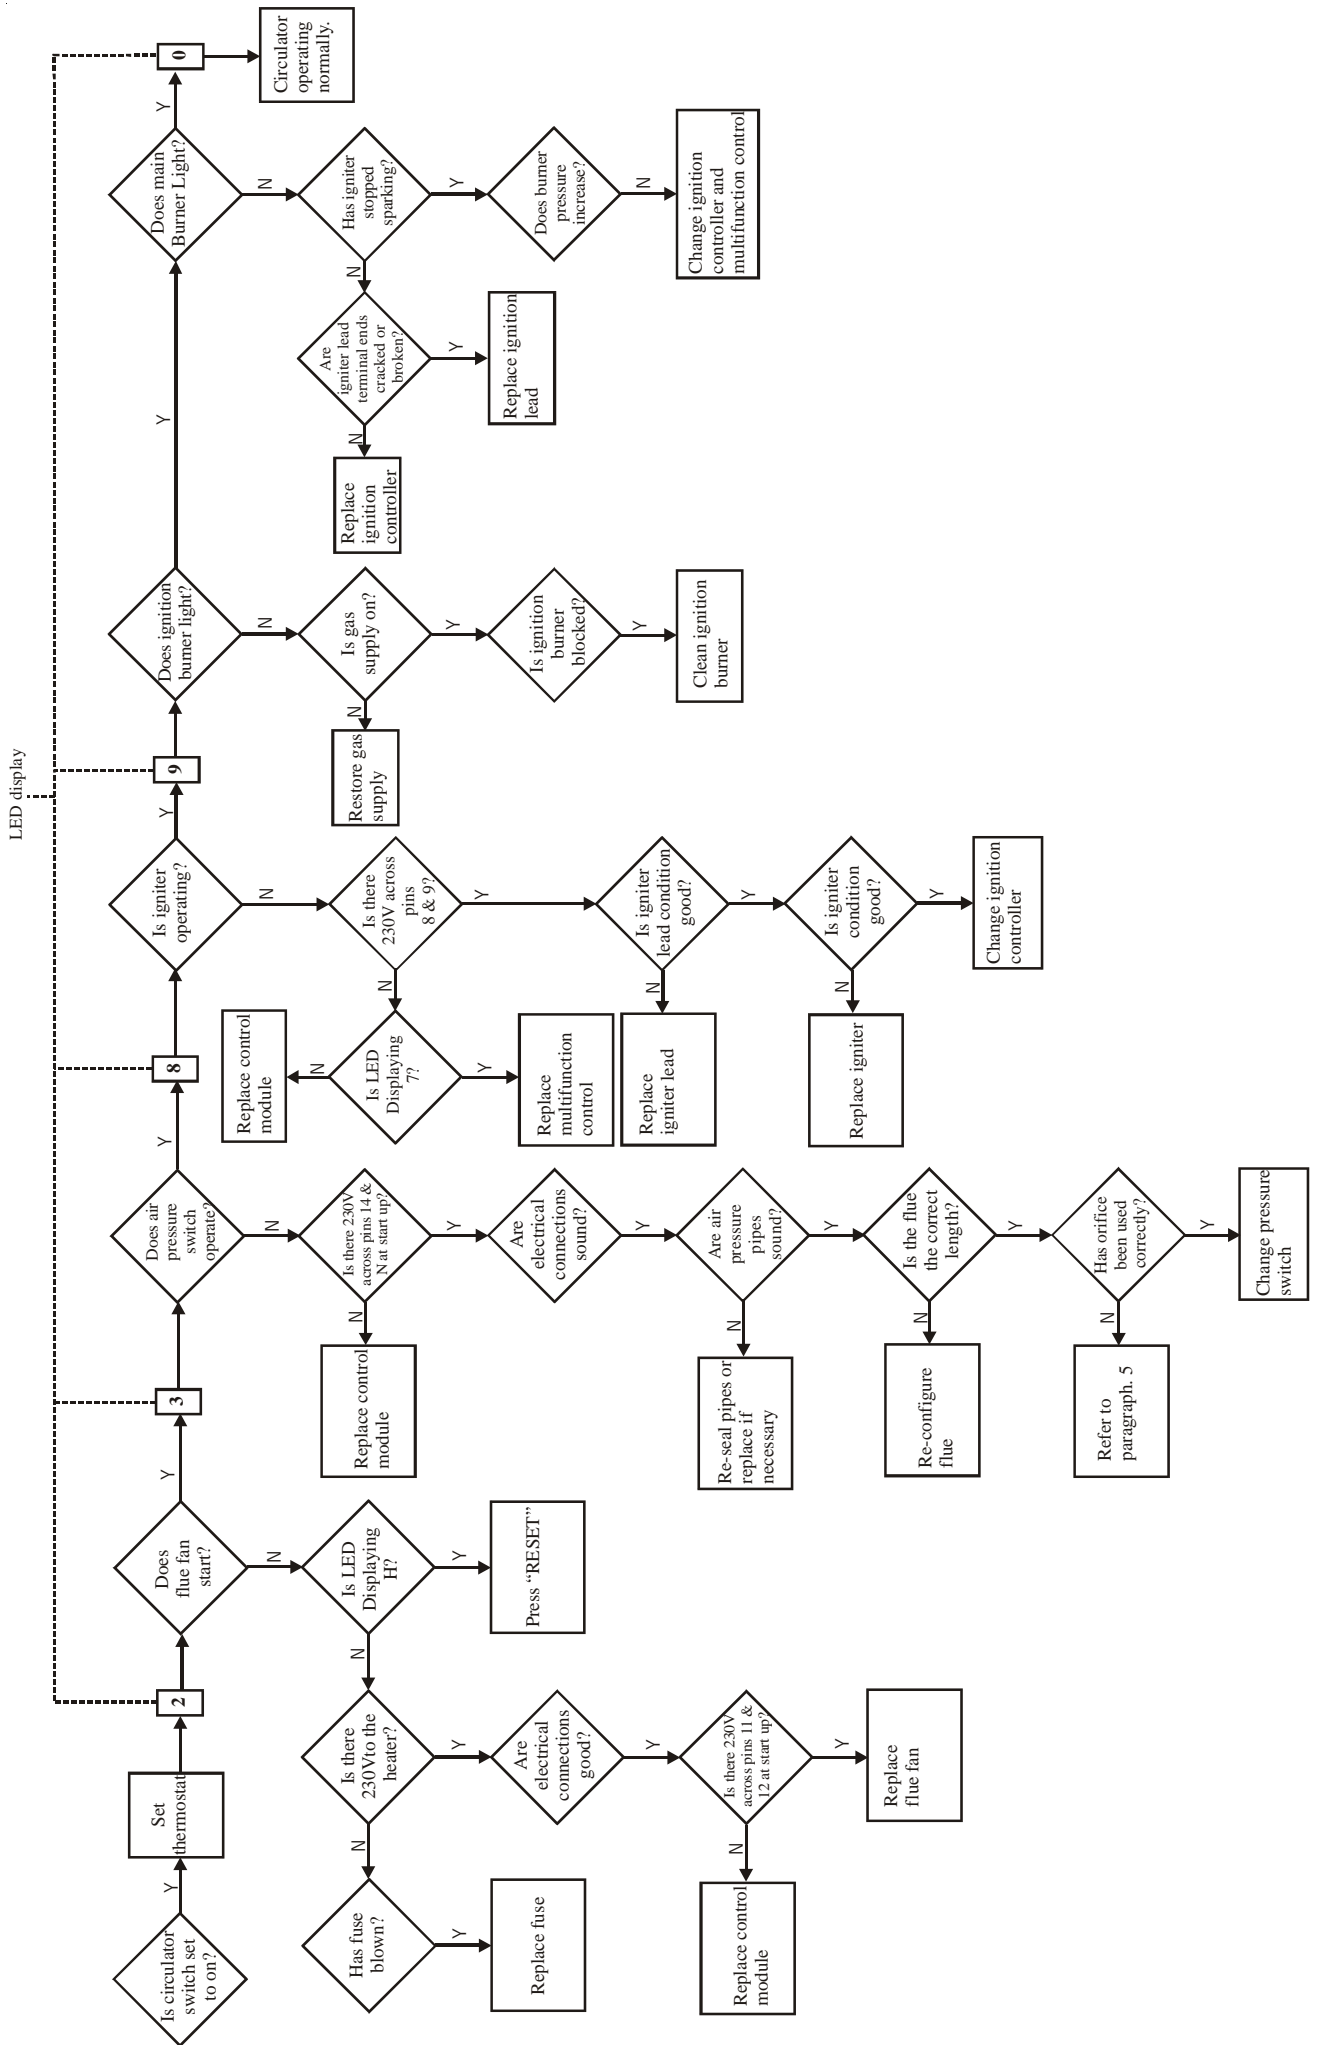 LED display
Is circulator
switch set
to on?
Y
Set
thermostat
2
Does
flue fan
start?
Y
3
Does air
pressure
switch
operate?
Y
8
Is igniter
operating?
Y
9
Does ignition
burner light?
Y
Does main
Burner Light?
Y
0
Circulator
operating
normally.
N
Is LED
Displaying
H?
Y
Press “RESET”
N
Is there
230Vto the
heater?
N
Has fuse
blown?
Y
Replace fuse
Y
Are
electrical
connections
good?
Y
Is there 230V
across pins 11 &
12 at start up?
N
Replace control
module
Y
Replace
flue fan
N
Is there 230V
across pins 14 &
N at start up?
N
Replace control
module
Y
Are
electrical
connections
sound?
Y
Are air
pressure
pipes
sound?
N
Re-seal pipes or
replace if
necessary
Y
Is the flue
the correct
length?
N
Re-configure
flue
Y
Has orifice
been used
correctly?
N
Refer to
paragraph. 5
Y
Change pressure
switch
N
Is there
230V across
pins
8 & 9?
N
Is LED
Displaying
7?
N
Replace control
module
Y
Replace
multifunction
control
Y
Is igniter
lead condition
good?
N
Replace
igniter lead
Y
Is igniter
condition
good?
N
Replace igniter
Y
Change ignition
controller
N
Is gas
supply on?
N
Restore gas
supply
Y
Is ignition
burner
blocked?
Y
Clean ignition
burner
N
Has igniter
stopped
sparking?
N
Are
igniter lead
terminal ends
cracked or
broken?
N
Replace
ignition
controller
Y
Replace ignition
lead
Y
Does burner
pressure
increase?
N
Change ignition
controller and
multifunction control